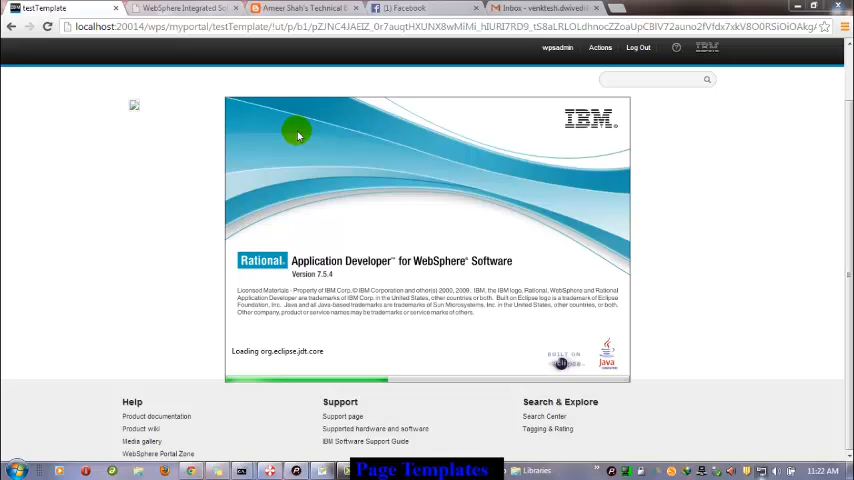 testTemplate
WebSphere Integrated Sol
Ameer Shah's Technical B
Facebook
Inbox - venktesh.dwivedi@
localhost:20014/wps/myportal/testTemplate/!ut/p/b1/
wpsadmin
Actions
Log Out
IBM
IBM
Rational. Application Developer™ for WebSphere® Software
Version 7.5.4
Licensed Materials - Property of IBM Corp.© IBM Corporation and other(s) 2000, 2009. IBM, the IBM logo, Rational, WebSphere and Rational
Application Developer are trademarks of IBM Corp. in the United States, other countries or both. Built on Eclipse logo is a trademark of Eclipse
Foundation, Inc. Java and all Java-based trademarks are trademarks of Sun Microsystems, Inc. in the United States, other countries, or both.
Other company, product or service names may be trademarks or service marks of others.
Loading org.eclipse.jdt.core
BUILT ON
eclipse
Java
Help
Support
Search & Explore
Product documentation
Support page
Search Center
Product wiki
Supported hardware and software
Tagging & Rating
Media gallery
IBM Software Support Guide
WebSphere Portal Zone
Page Templates
Libraries
11:22 AM